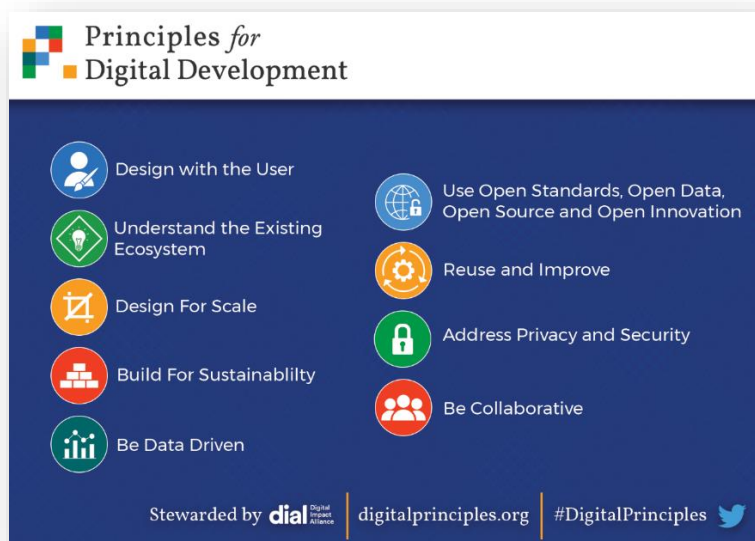 Principles for
Digital Development
Design with the User
Understand the Existing
Ecosystem
Design For Scale
Build For Sustainablilty
Be Data Driven
Use Open Standards, Open Data,
Open Source and Open Innovation
Reuse and Improve
Address Privacy and Security
Be Collaborative
Stewarded by dial Digital Impact Alliance
digitalprinciples.org
#DigitalPrinciples